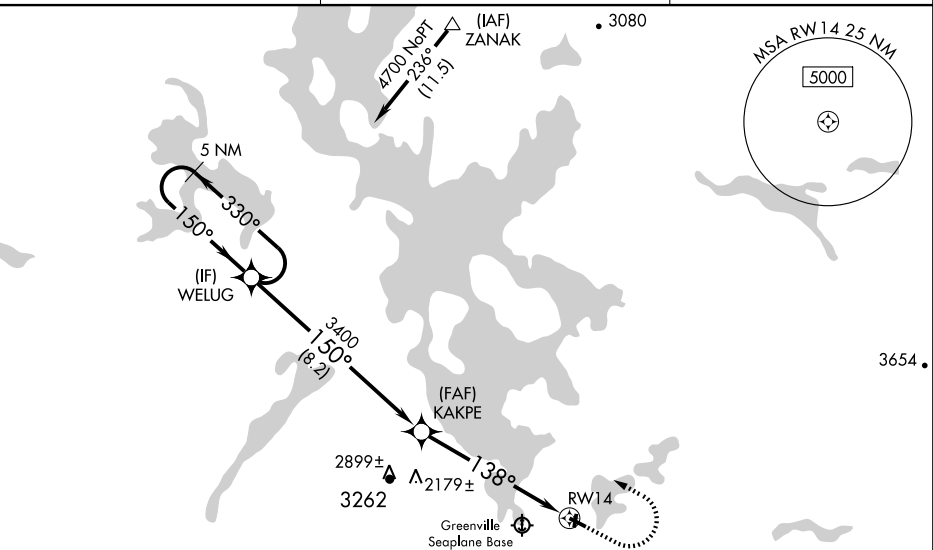 (IAF)
ZANAK
3080
4700 NoPT
236°
(11.5)
MSA RW14 25 NM
5000
5 NM
330°
150°
(IF)
WELUG
3400
150°
(8.2)
3654
(FAF)
KAKPE
2899±
2179±
3262
138°
RW14
Greenville
Seaplane Base